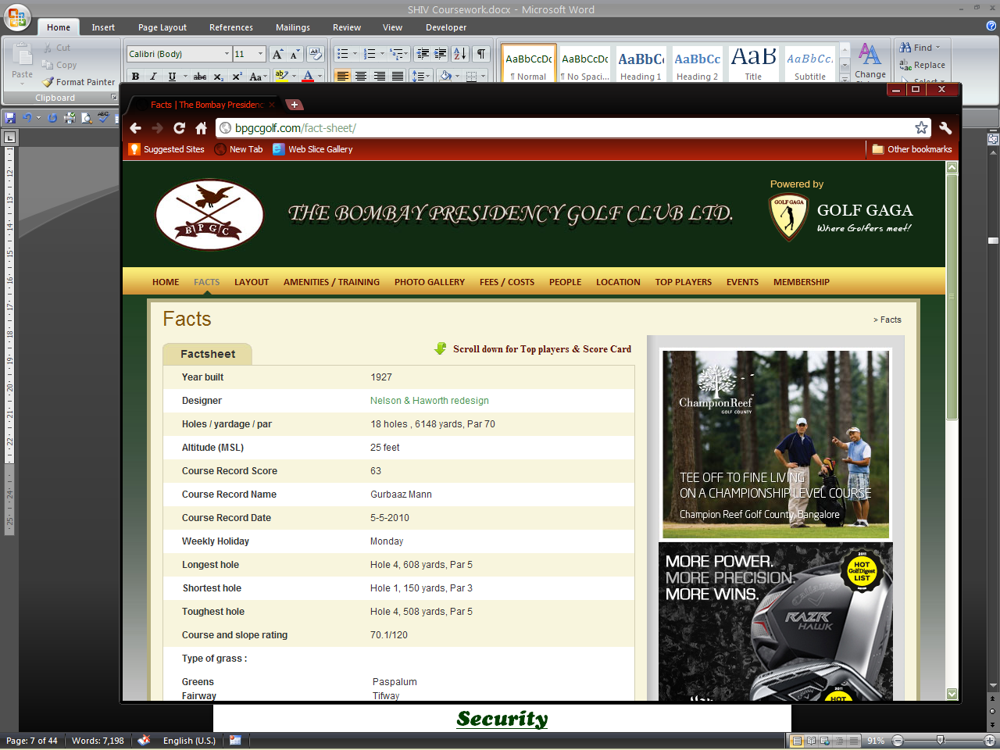 SHIV Coursework.docx - Microsoft Word
Home Insert Page Layout References Mailings Review View Developer
Paste
Cut
Copy
Format Painter
Clipboard
Calibri (Body) 11
AaBbCcDc AaBbCcDc AaBbCc AaBbCc AaB AaBbCc.
¶ Normal ¶ No Spaci... Heading 1 Heading 2 Title Subtitle
Change
Find
Replace
Select
Facts | The Bombay Presidenc
bpgcgolf.com/fact-sheet/
Suggested Sites New Tab Web Slice Gallery Other bookmarks
B P G C
THE BOMBAY PRESIDENCY GOLF CLUB LTD.
Powered by
GOLF GAGA
GOLF GAGA
Where Golfers meet!
HOME FACTS LAYOUT AMENITIES / TRAINING PHOTO GALLERY FEES / COSTS PEOPLE LOCATION TOP PLAYERS EVENTS MEMBERSHIP
Facts
> Facts
Factsheet
Scroll down for Top players & Score Card
Year built 1927
Designer Nelson & Haworth redesign
Holes / yardage / par 18 holes , 6148 yards, Par 70
Altitude (MSL) 25 feet
Course Record Score 63
Course Record Name Gurbaaz Mann
Course Record Date 5-5-2010
Weekly Holiday Monday
Longest hole Hole 4, 608 yards, Par 5
Shortest hole Hole 1, 150 yards, Par 3
Toughest hole Hole 4, 508 yards, Par 5
Course and slope rating 70.1/120
Type of grass :
Greens Paspalum
Fairway Tifway
ChampionReef
GOLF COUNTY
TEE OFF TO FINE LIVING
ON A CHAMPIONSHIP LEVEL COURSE
Champion Reef Golf County, Bangalore
MORE POWER.
MORE PRECISION.
MORE WINS.
2011
HOT
GolfDigest
LIST
RAZR
HAWK
2011
HOT
Security
Page: 7 of 44 Words: 7,198 English (U.S.) 91%